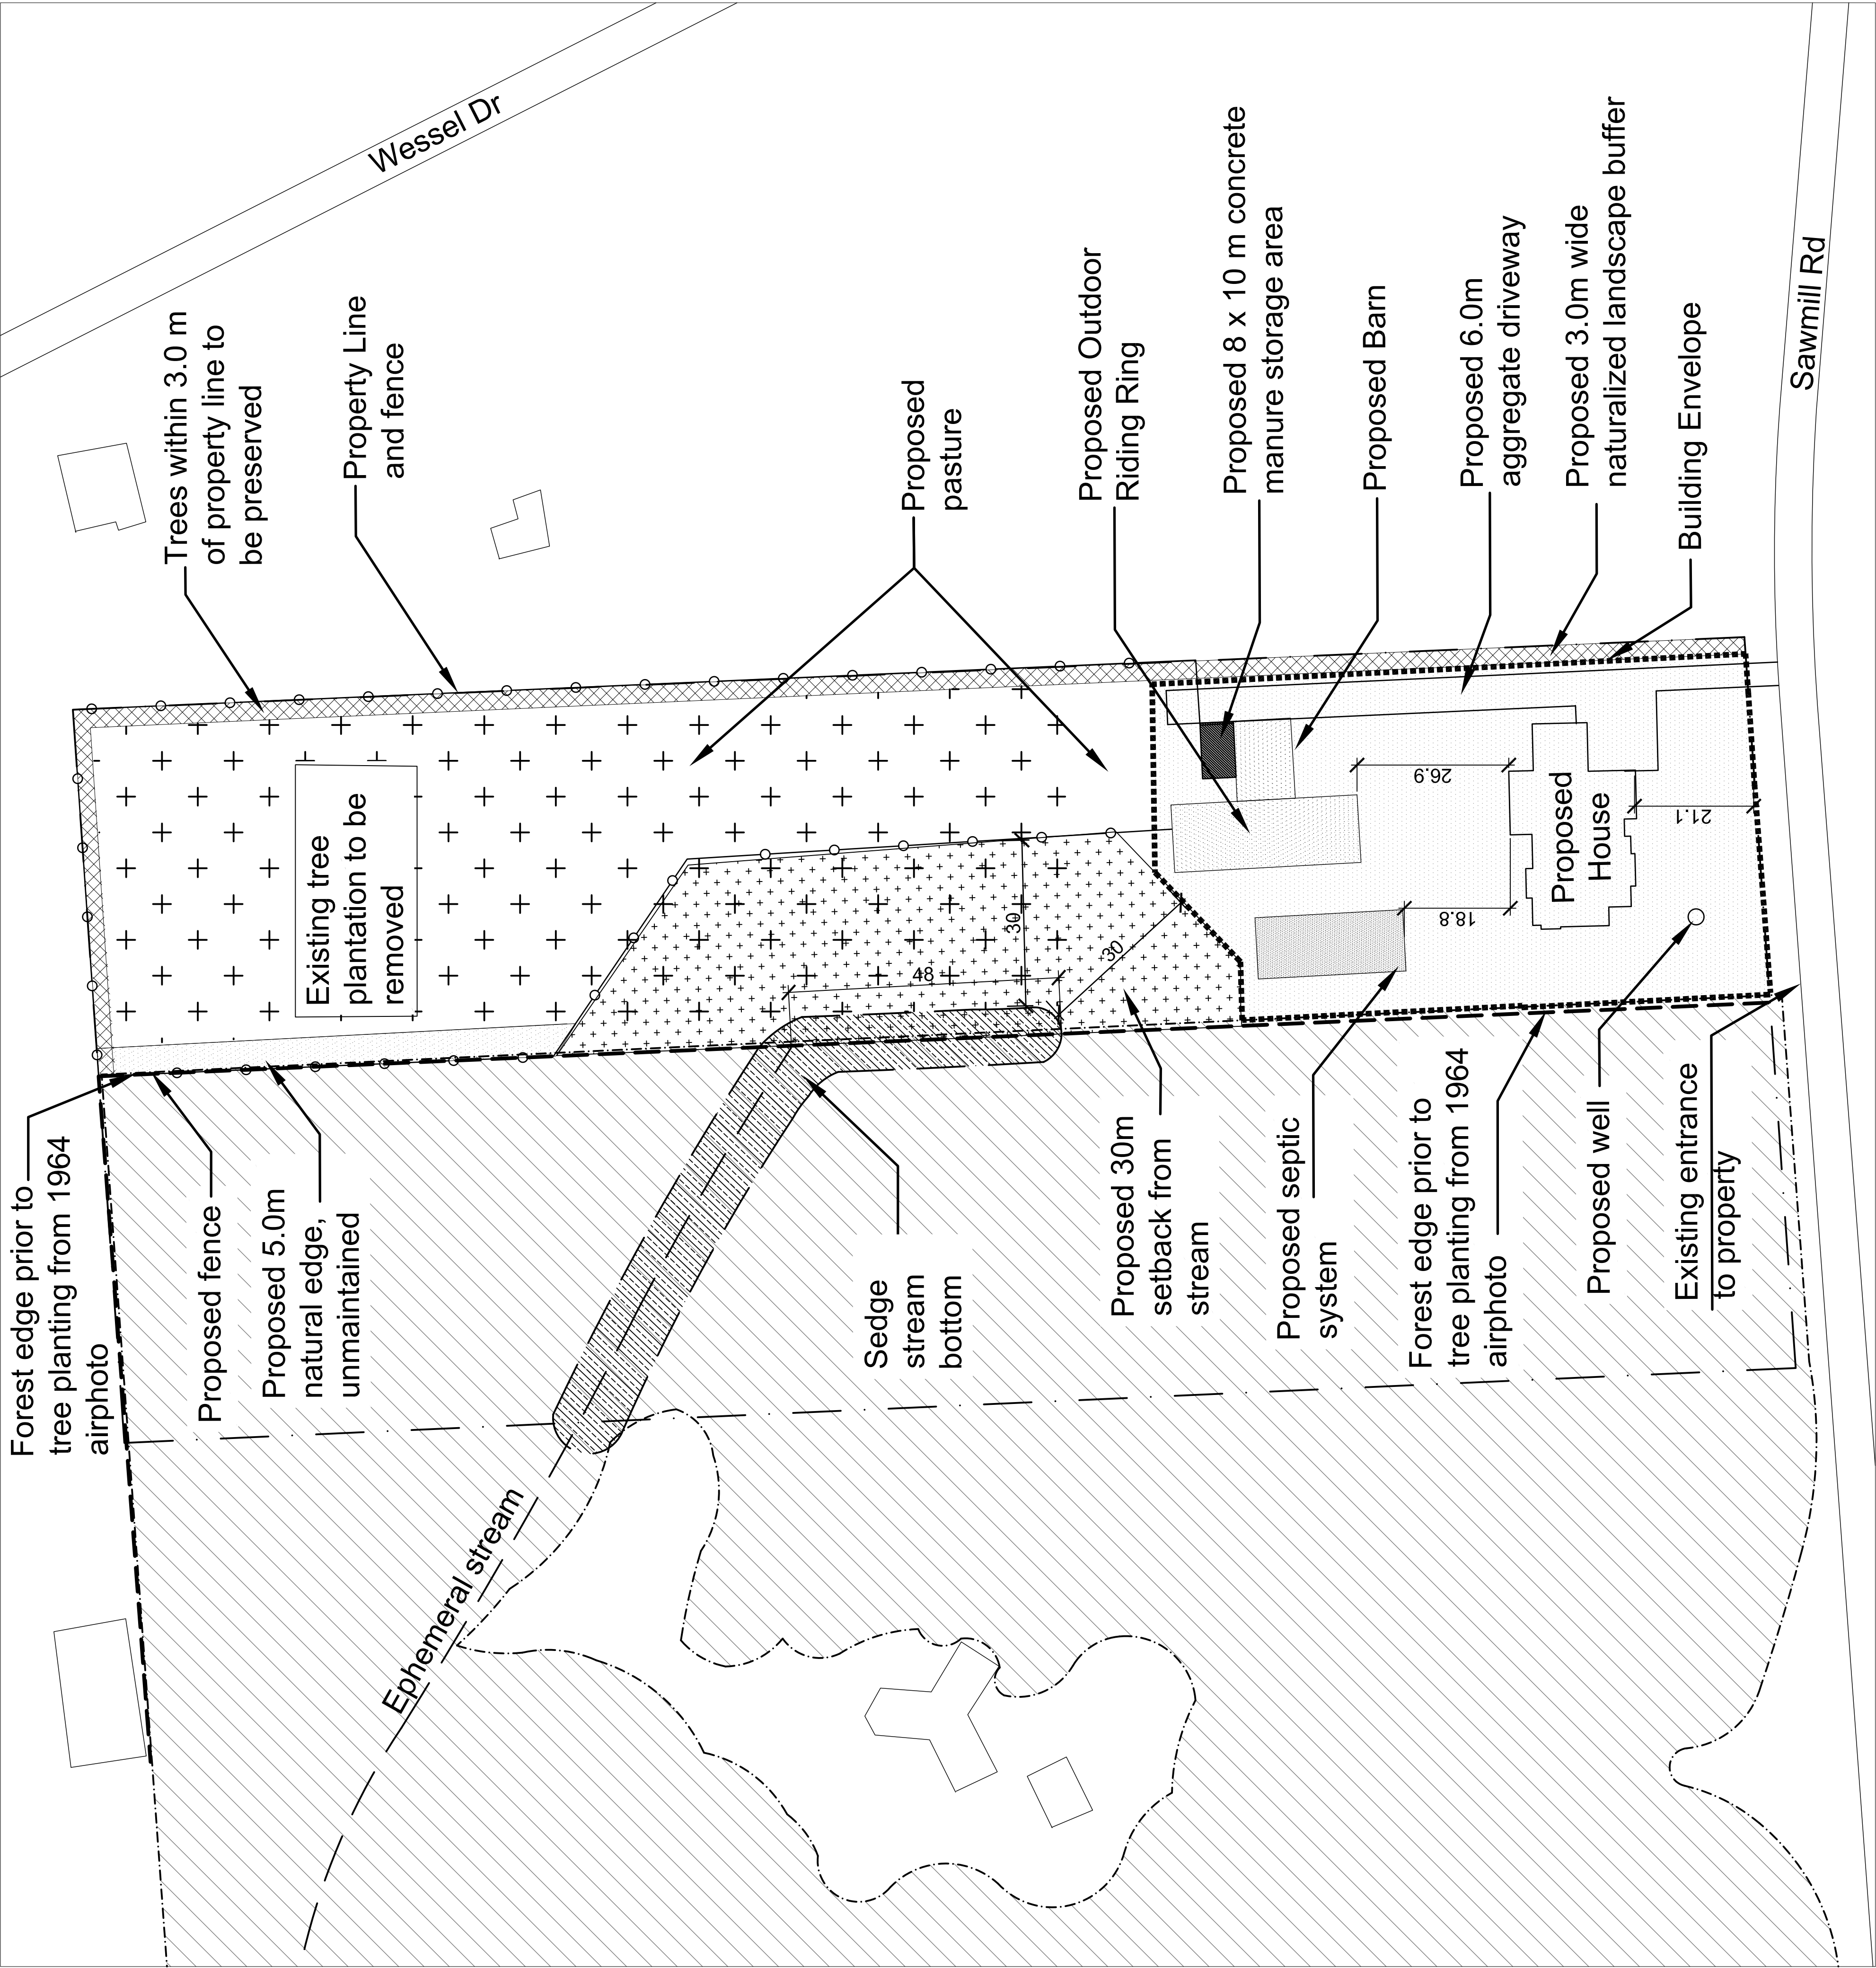 Wessel Dr
Trees within 3.0 m
of property line to
be preserved
Property Line
and fence
Proposed
pasture
Proposed Outdoor
Riding Ring
Proposed 8 x 10 m concrete
manure storage area
Proposed Barn
Proposed 6.0m
aggregate driveway
Proposed 3.0m wide
naturalized landscape buffer
Building Envelope
Sawmill Rd
Existing tree
plantation to be
removed
30
48
30
26.9
18.8
21.1
Proposed
House
Forest edge prior to
tree planting from 1964
airphoto
Proposed fence
Proposed 5.0m
natural edge,
unmaintained
Sedge
stream
bottom
Proposed 30m
setback from
stream
Proposed septic
system
Forest edge prior to
tree planting from 1964
airphoto
Proposed well
Existing entrance
to property
Ephemeral stream